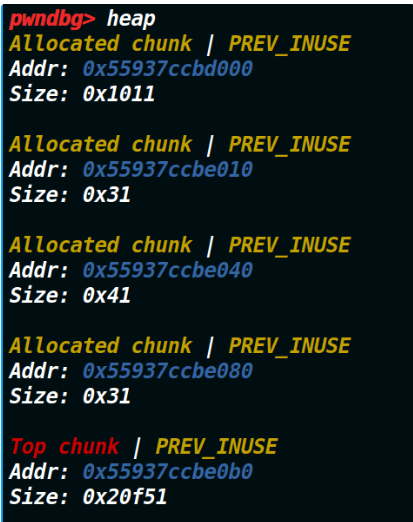 pwndbg> heap
Allocated chunk | PREV_INUSE
Addr: 0x55937ccbd000
Size: 0x1011
Allocated chunk | PREV_INUSE
Addr: 0x55937ccbe010
Size: 0x31
Allocated chunk | PREV_INUSE
Addr: 0x55937ccbe040
Size: 0x41
Allocated chunk | PREV_INUSE
Addr: 0x55937ccbe080
Size: 0x31
Top chunk | PREV_INUSE
Addr: 0x55937ccbe0b0
Size: 0x20f51